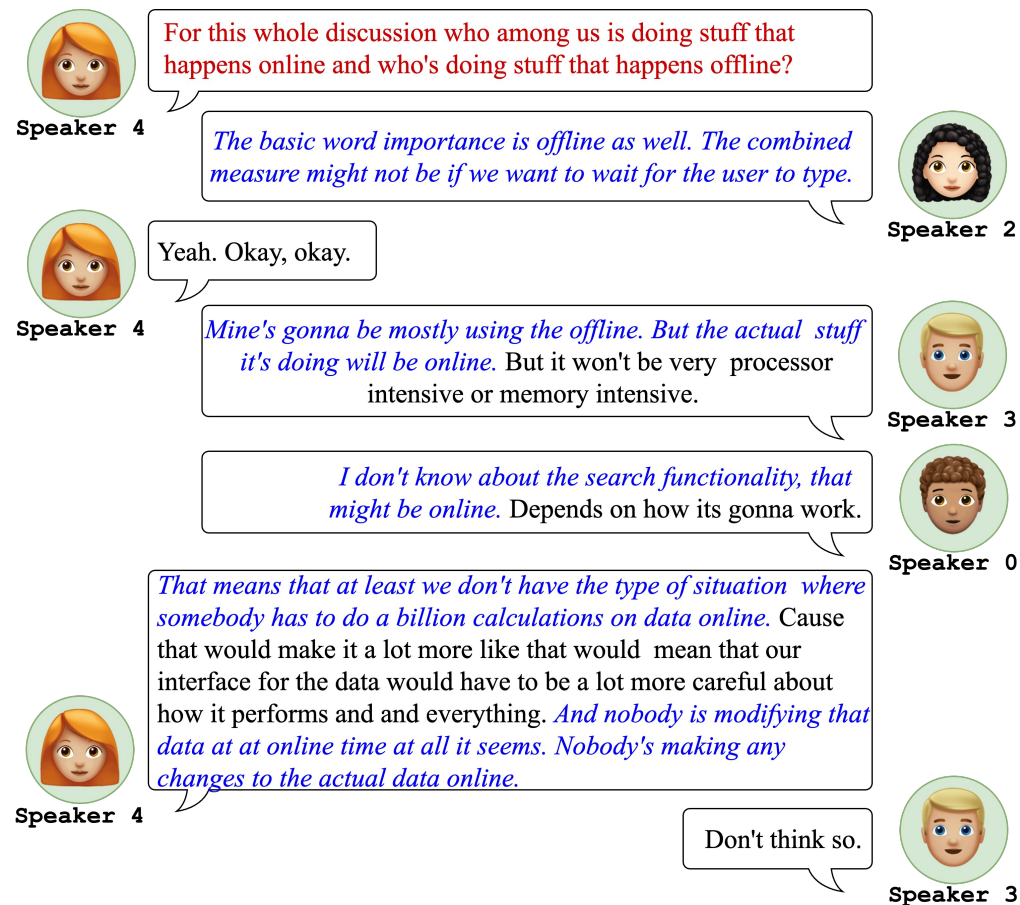 For this whole discussion who among us is doing stuff that
happens online and who's doing stuff that happens offline?
Speaker 4
The basic word importance is offline as well. The combined
measure might not be if we want to wait for the user to type.
Speaker 2
Yeah. Okay, okay.
Speaker 4
Mine's gonna be mostly using the offline. But the actual stuff
it's doing will be online. But it won't be very processor
intensive or memory intensive.
Speaker 3
I don't know about the search functionality, that
might be online. Depends on how its gonna work.
Speaker 0
That means that at least we don't have the type of situation where
somebody has to do a billion calculations on data online. Cause
that would make it a lot more like that would mean that our
interface for the data would have to be a lot more careful about
how it performs and and everything. And nobody is modifying that
data at at online time at all it seems. Nobody's making any
changes to the actual data online.
Speaker 4
Don't think so.
Speaker 3